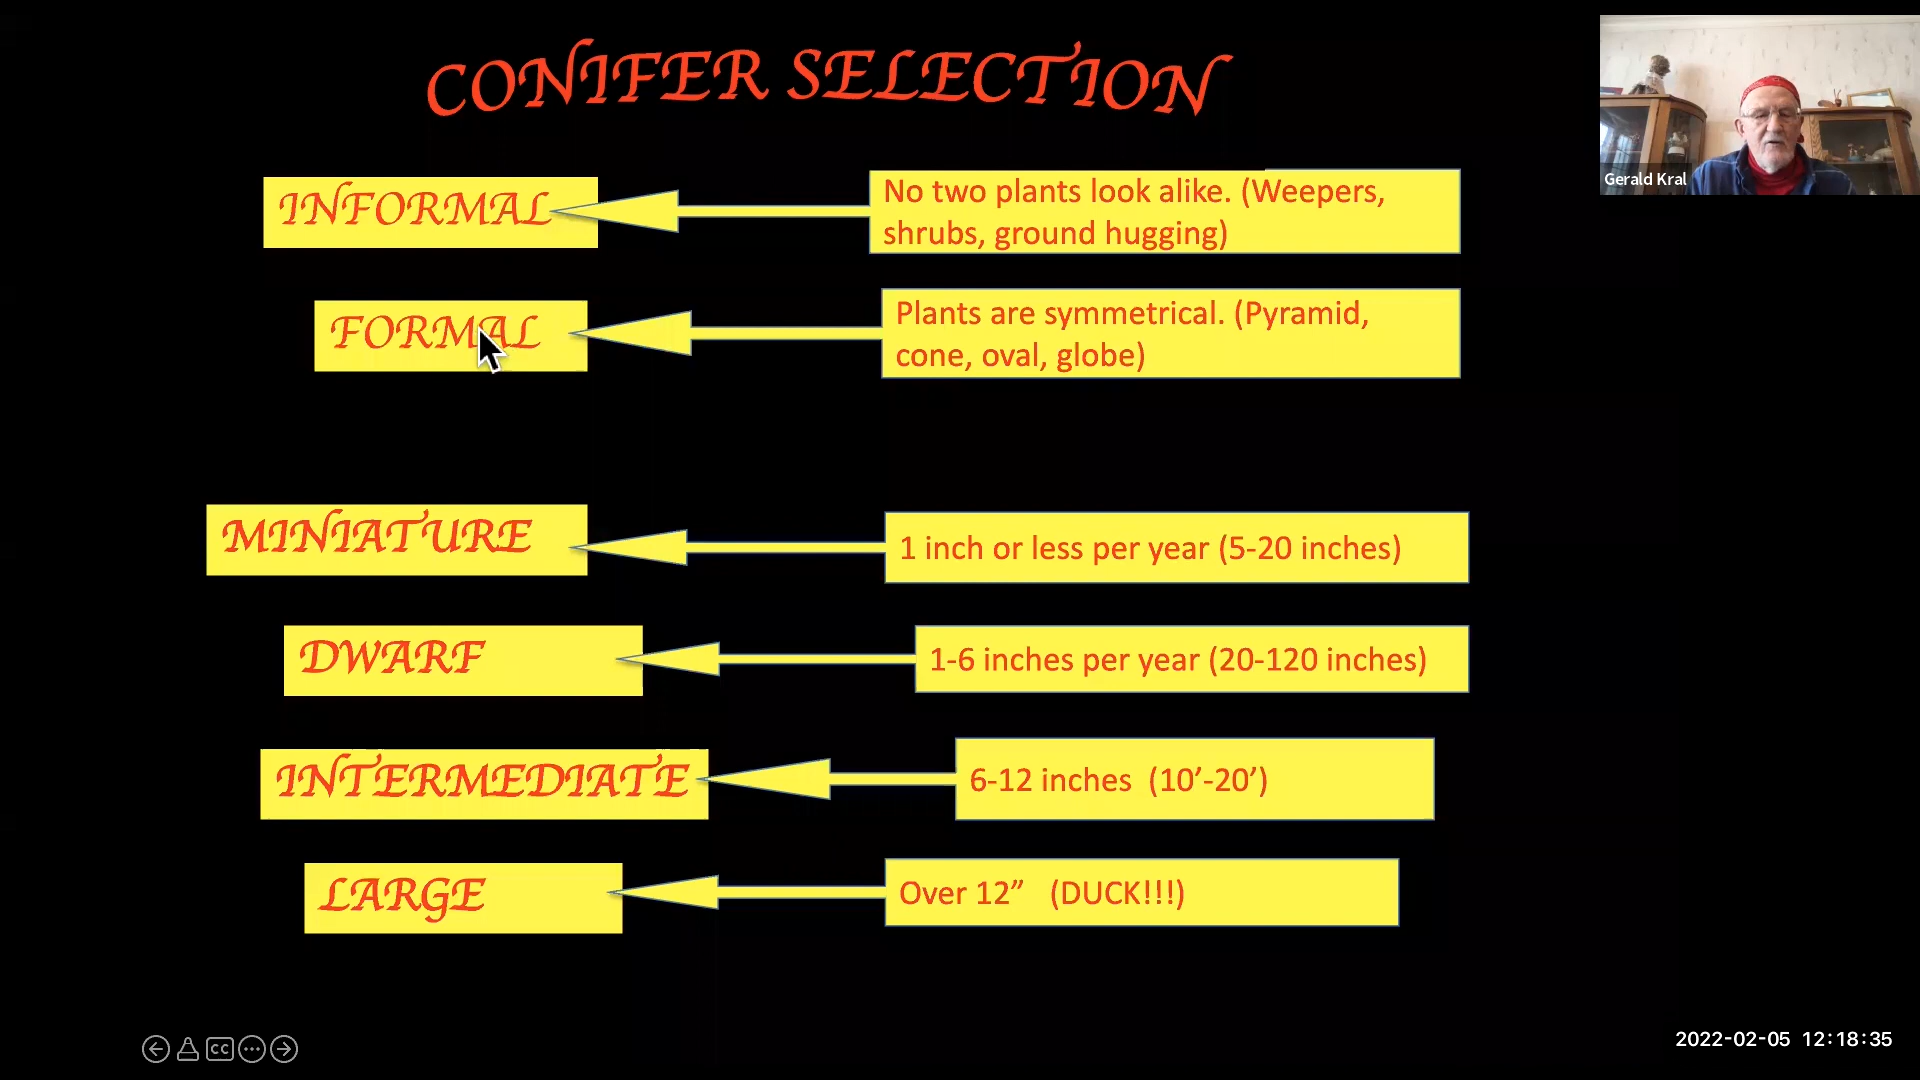 CONIFER SELECTION
INFORMAL
No two plants look alike. (Weepers,
shrubs, ground hugging)
FORMAL
Plants are symmetrical. (Pyramid,
cone, oval, globe)
MINIATURE
1 inch or less per year (5-20 inches)
DWARF
1-6 inches per year (20-120 inches)
INTERMEDIATE
6-12 inches  (10’-20’)
LARGE
Over 12”   (DUCK!!!)
Gerald Kral
CC
2022-02-05 12:18:35